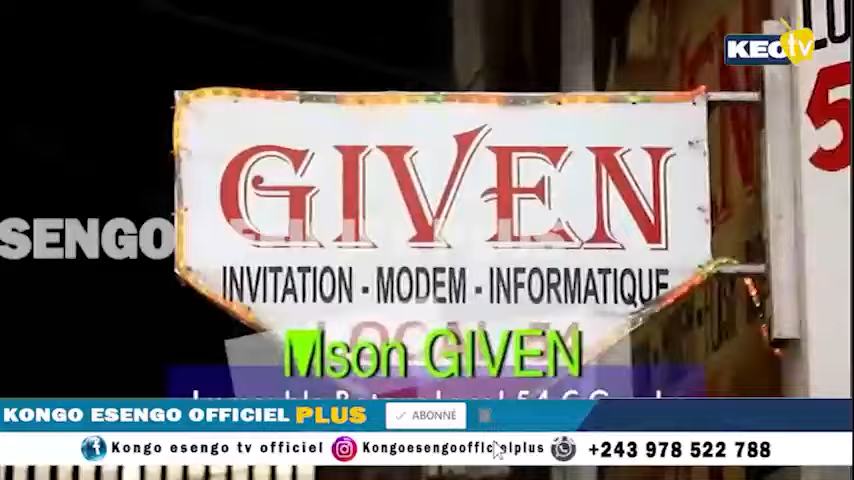 KEO tv
5
GIVEN
SENGO
INVITATION - MODEM - INFORMATIQUE
LOCAL
Mson GIVEN
KONGO ESENGO OFFICIEL PLUS
ABONNÉ
Kongo esengo tv officiel
Kongoesengoofficielplus
+243 978 522 788